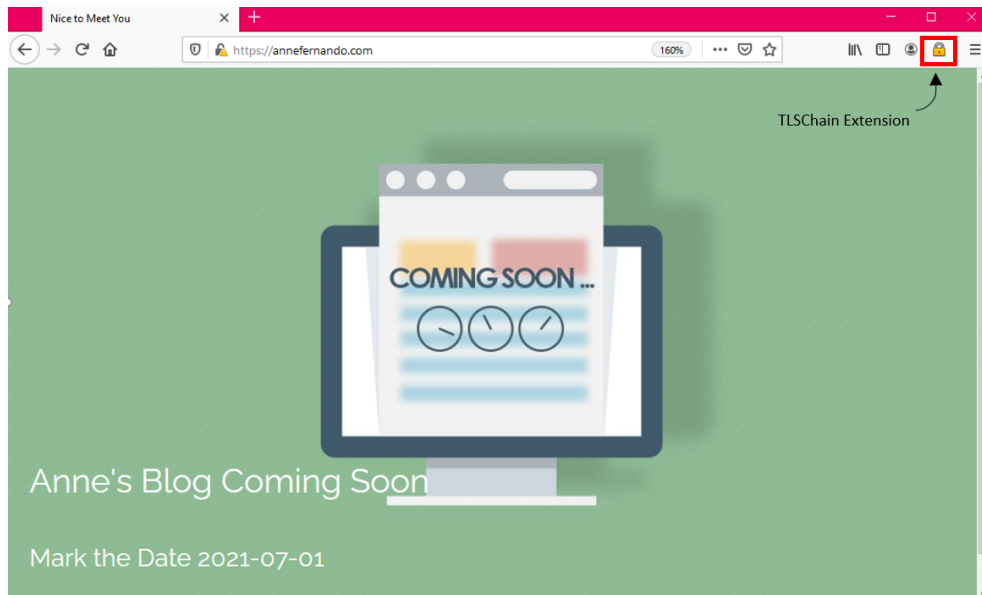 Nice to Meet You
https://annefernando.com
160%
TLSChain Extension
COMING SOON ...
Anne's Blog Coming Soon
Mark the Date 2021-07-01